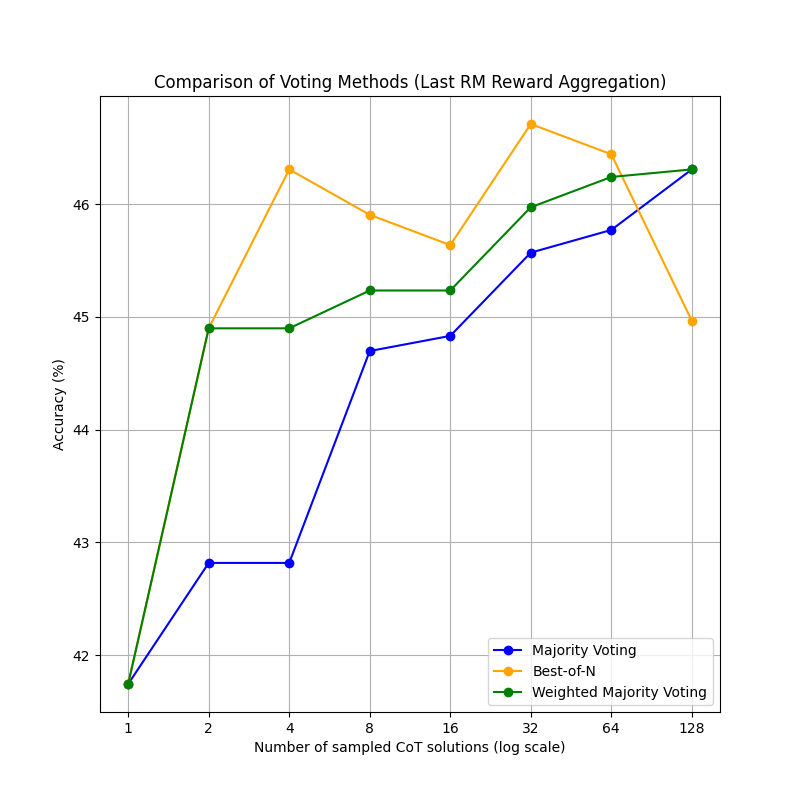 Comparison of Voting Methods (Last RM Reward Aggregation)
46
45
44
43
42
Accuracy (%)
1 2 4 8 16 32 64 128
Number of sampled CoT solutions (log scale)
Majority Voting
Best-of-N
Weighted Majority Voting